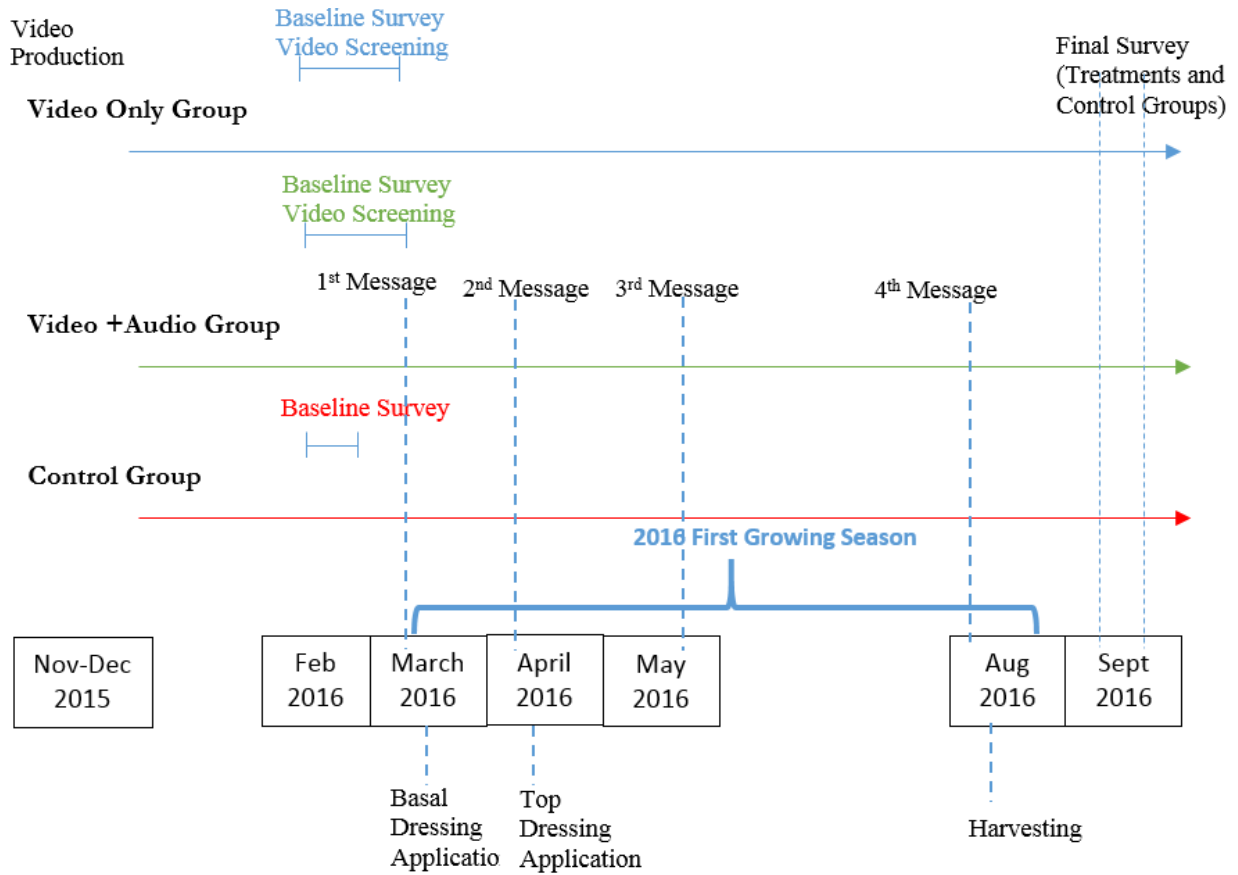 Video
Production
Baseline Survey
Video Screening
Final Survey
(Treatments and
Control Groups)
Video Only Group
Baseline Survey
Video Screening
1st Message
2nd Message
3rd Message
4th Message
Video +Audio Group
Baseline Survey
Control Group
2016 First Growing Season
Nov-Dec
2015
Feb
2016
March
2016
April
2016
May
2016
Aug
2016
Sept
2016
Basal
Dressing
Applicatio
Top
Dressing
Application
Harvesting